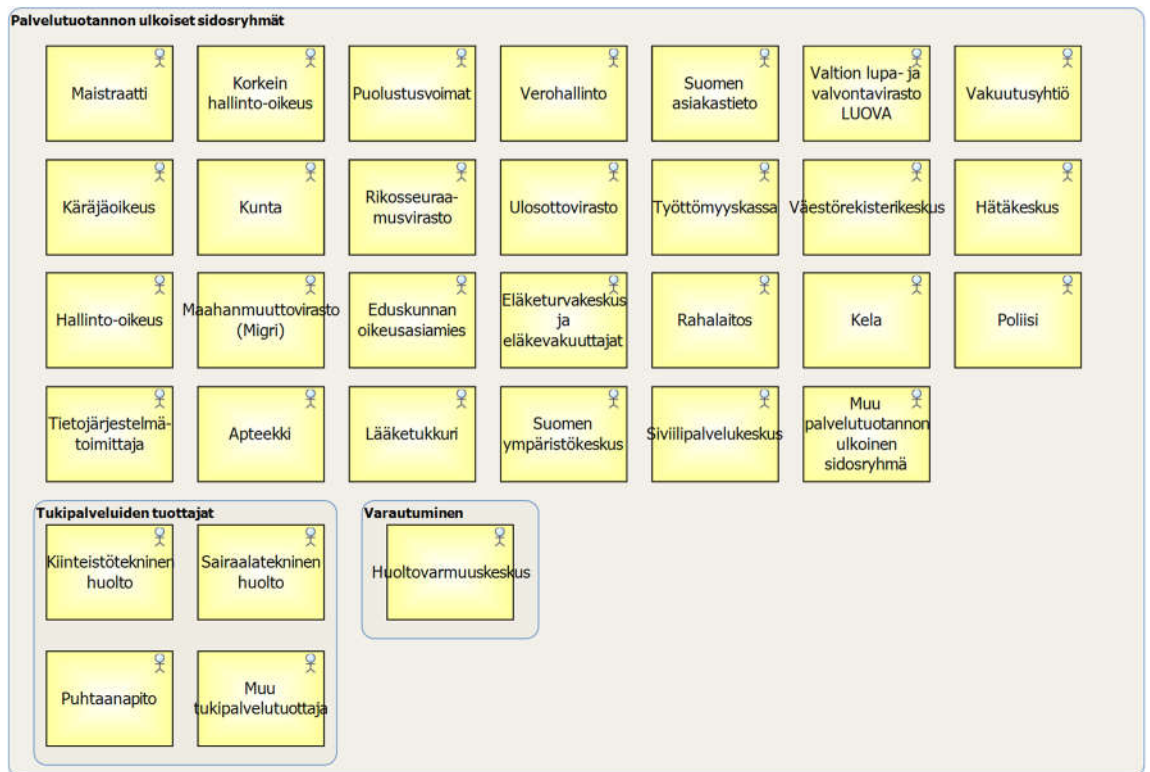 Palvelutuotannon ulkoiset sidosryhmät
Maistraatti
Korkein
hallinto-oikeus
Puolustusvoimat
Verohallinto
Suomen
asiakastieto
Valtion lupa- ja
valvontavirasto
LUOVA
Vakuutusyhtiö
Käräjäoikeus
Kunta
Rikosseuraa-
musvirasto
Ulosottovirasto
Työttömyyskassa
Väestörekisterikeskus
Hätäkeskus
Hallinto-oikeus
Maahanmuuttovirasto
(Migri)
Eduskunnan
oikeusasiamies
Eläketurvakeskus
ja
eläkevakuuttajat
Rahalaitos
Kela
Poliisi
Tietojärjestelmä-
toimittaja
Apteekki
Lääketukkuri
Suomen
ympäristökeskus
Siviilipalvelukeskus
Muu
palvelutuotannon
ulkoinen
sidosryhmä
Tukipalveluiden tuottajat
Kiinteistötekninen
huolto
Sairaalatekninen
huolto
Puhtaanapito
Muu
tukipalvelutuottaja
Varautuminen
Huoltovarmuuskeskus